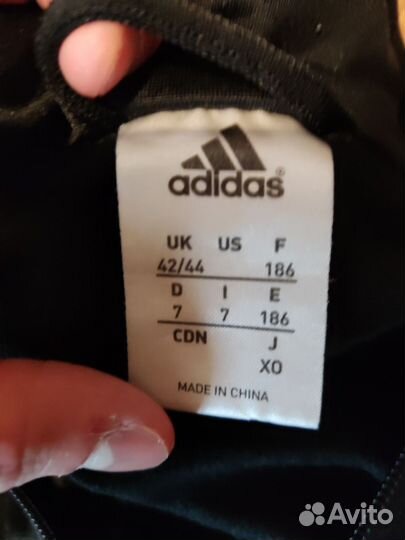 adidas®
UK US F
42/44 186
D I E
7 7 186
CDN J
XO
MADE IN CHINA
Avito